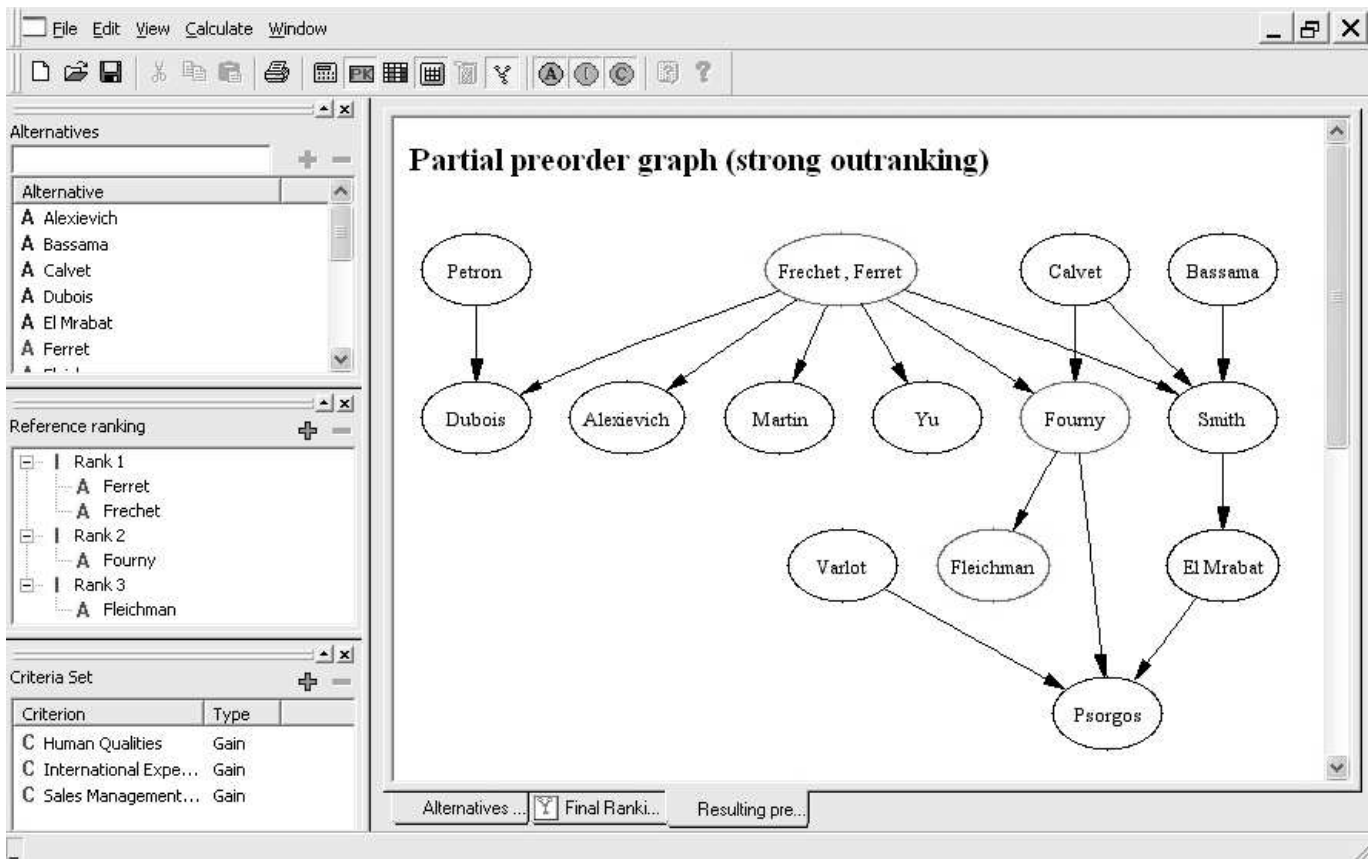 File Edit View Calculate Window
PK A I C
Alternatives
Alternative
A Alexievich
A Bassama
A Calvet
A Dubois
A El Mrabat
A Ferret
Reference ranking
I Rank 1
A Ferret
A Frechet
I Rank 2
A Fourny
I Rank 3
A Fleichman
Criteria Set
Criterion Type
C Human Qualities Gain
C International Expe... Gain
C Sales Management... Gain
Partial preorder graph (strong outranking)
Petron Frechet , Ferret Calvet Bassama
Dubois Alexievich Martin Yu Fourny Smith
Varlot Fleichman El Mrabat
Psorgos
Alternatives ... Final Ranki... Resulting pre...